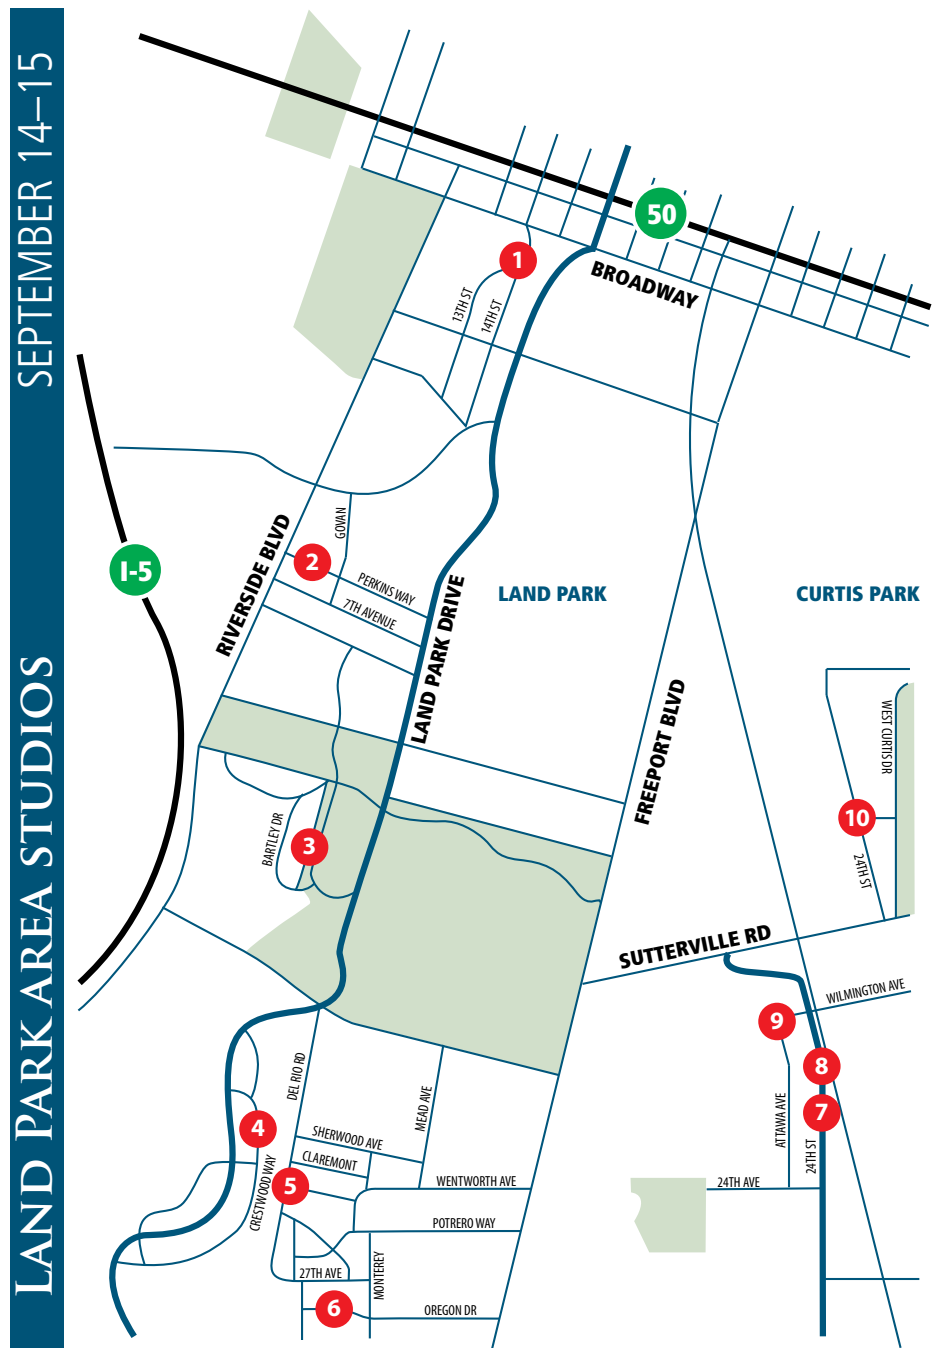 LAND PARK AREA STUDIOS
SEPTEMBER 14–15
50
BROADWAY
1
13TH ST
14TH ST
I-5
RIVERSIDE BLVD
GOVAN
2
PERKINS WAY
7TH AVENUE
LAND PARK DRIVE
LAND PARK
CURTIS PARK
FREEPORT BLVD
WEST CURTIS DR
10
24TH ST
BARTLEY DR
3
SUTTERVILLE RD
WILMINGTON AVE
9
8
7
ATTAWA AVE
24TH ST
24TH AVE
DEL RIO RD
MEAD AVE
4
SHERWOOD AVE
CLAREMONT
5
CRESTWOOD WAY
WENTWORTH AVE
POTRERO WAY
27TH AVE
MONTEREY
6
OREGON DR